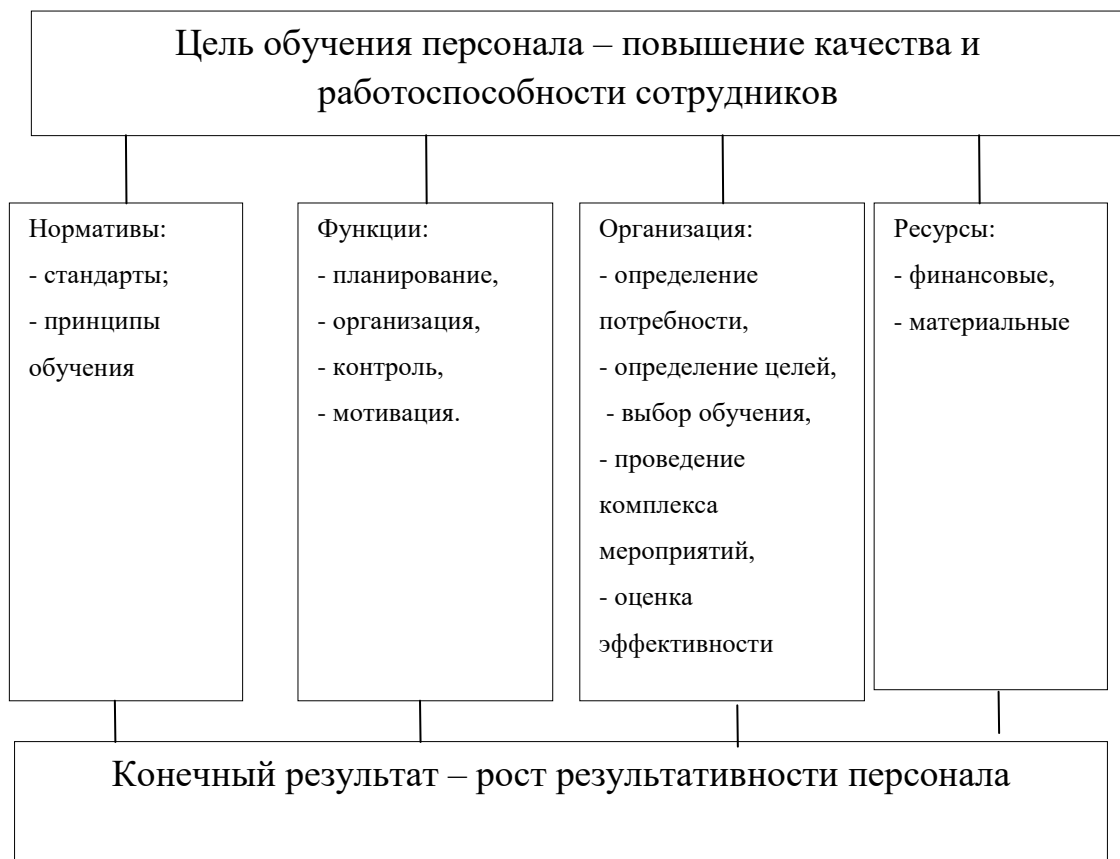 Цель обучения персонала – повышение качества и
работоспособности сотрудников
Нормативы:
- стандарты;
- принципы
обучения
Функции:
- планирование,
- организация,
- контроль,
- мотивация.
Организация:
- определение
потребности,
- определение целей,
- выбор обучения,
- проведение
комплекса
мероприятий,
- оценка
эффективности
Ресурсы:
- финансовые,
- материальные
Конечный результат – рост результативности персонала